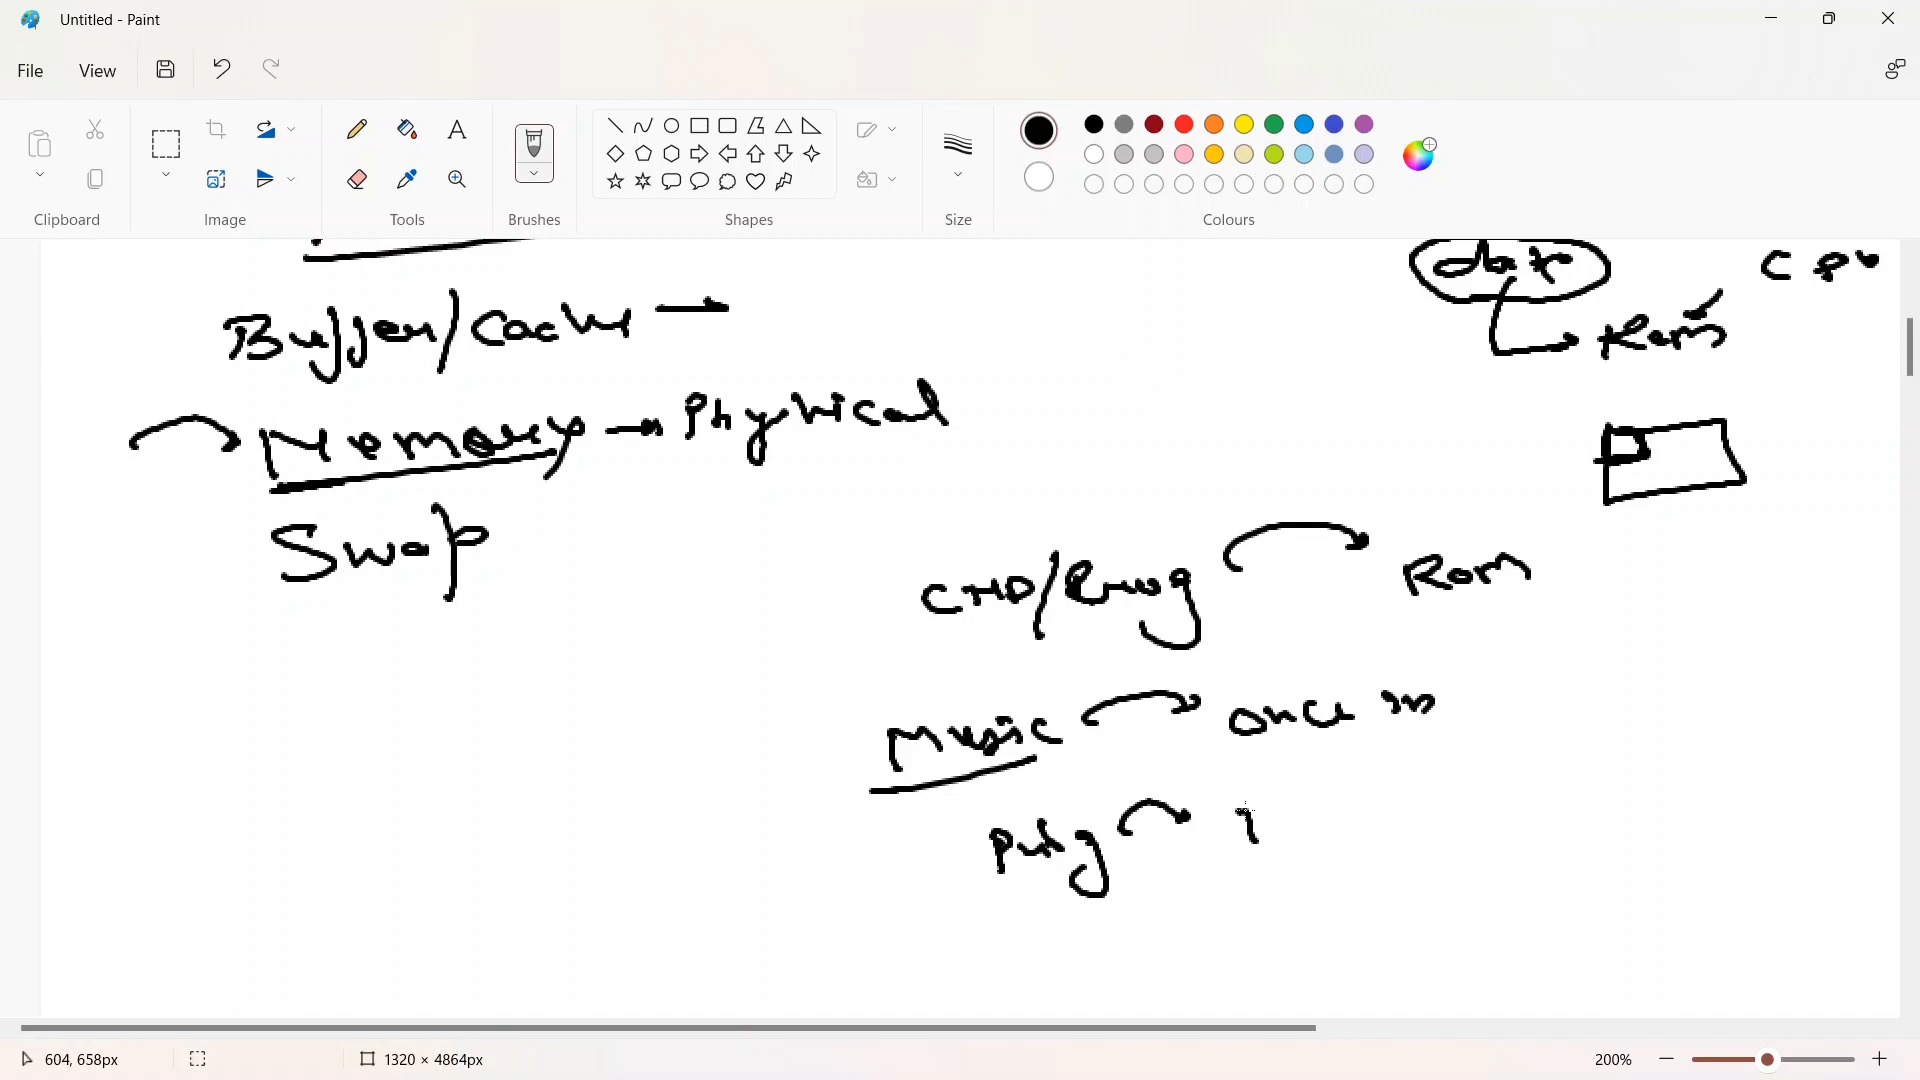 Untitled - Paint
File View
Clipboard Image Tools Brushes Shapes Size Colours
data CPU
Buffer/Cache → Ram
Memory → Physical
Swap
CMD/Prog Ram
Music once in
604, 658px 1320 × 4864px 200%